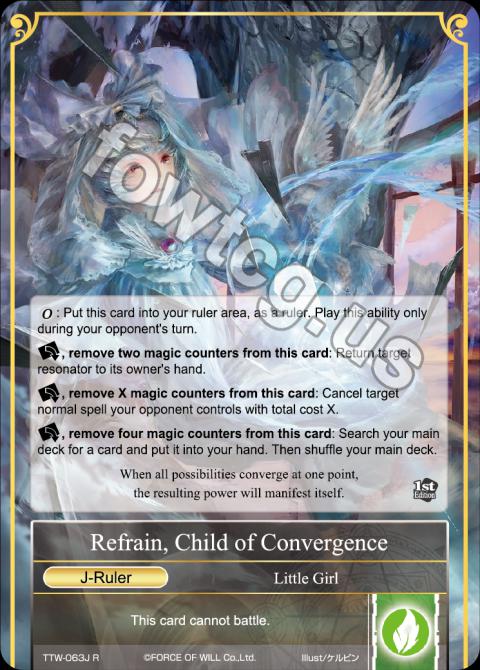 O : Put this card into your ruler area, as a ruler. Play this ability only
during your opponent's turn.
, remove two magic counters from this card: Return target
resonator to its owner's hand.
, remove X magic counters from this card: Cancel target
normal spell your opponent controls with total cost X.
, remove four magic counters from this card: Search your main
deck for a card and put it into your hand. Then shuffle your main deck.
When all possibilities converge at one point,
the resulting power will manifest itself.
1st
Edition
Refrain, Child of Convergence
J-Ruler
Little Girl
This card cannot battle.
TTW-063J R
©FORCE OF WILL Co.,Ltd.
Illust/ケルビン
fowtcg.us